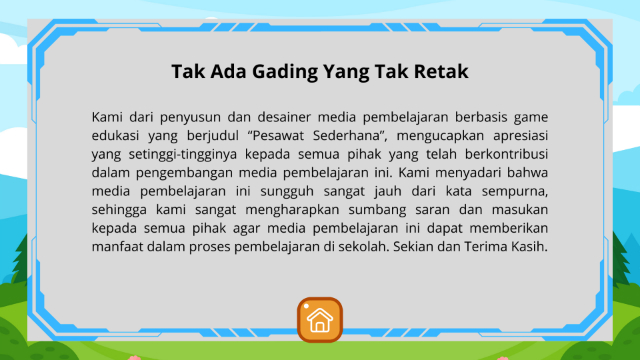 Tak Ada Gading Yang Tak Retak
Kami dari penyusun dan desainer media pembelajaran berbasis game
edukasi yang berjudul “Pesawat Sederhana”, mengucapkan apresiasi
yang setinggi-tingginya kepada semua pihak yang telah berkontribusi
dalam pengembangan media pembelajaran ini. Kami menyadari bahwa
media pembelajaran ini sungguh sangat jauh dari kata sempurna,
sehingga kami sangat mengharapkan sumbang saran dan masukan
kepada semua pihak agar media pembelajaran ini dapat memberikan
manfaat dalam proses pembelajaran di sekolah. Sekian dan Terima Kasih.